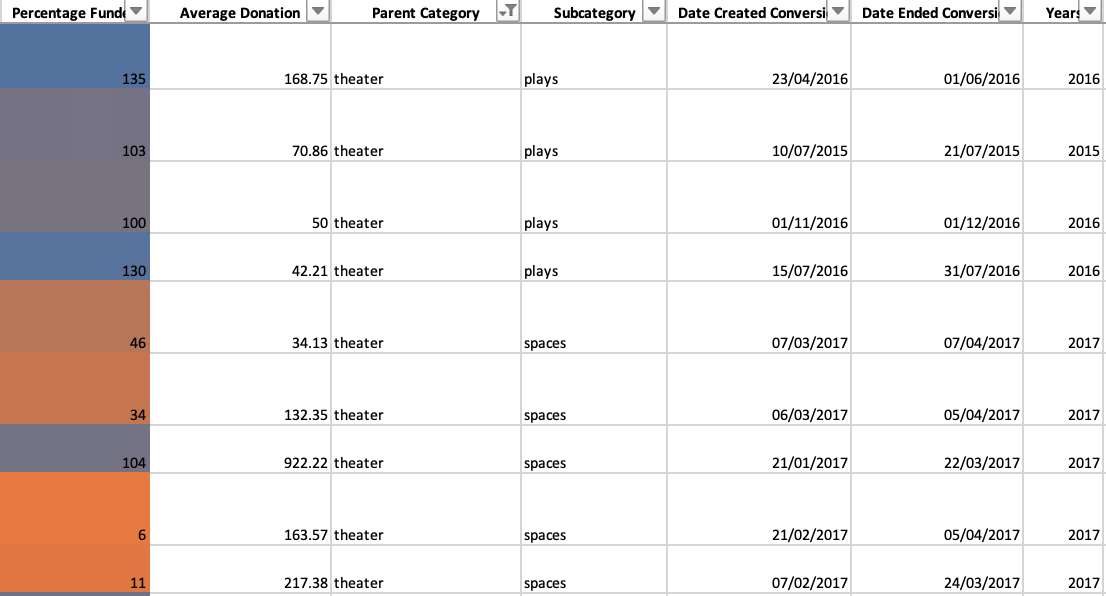 Percentage Funde Average Donation Parent Category Subcategory Date Created Conversi Date Ended Conversi Years
135 168.75 theater plays 23/04/2016 01/06/2016 2016
103 70.86 theater plays 10/07/2015 21/07/2015 2015
100 50 theater plays 01/11/2016 01/12/2016 2016
130 42.21 theater plays 15/07/2016 31/07/2016 2016
46 34.13 theater spaces 07/03/2017 07/04/2017 2017
34 132.35 theater spaces 06/03/2017 05/04/2017 2017
104 922.22 theater spaces 21/01/2017 22/03/2017 2017
6 163.57 theater spaces 21/02/2017 05/04/2017 2017
11 217.38 theater spaces 07/02/2017 24/03/2017 2017